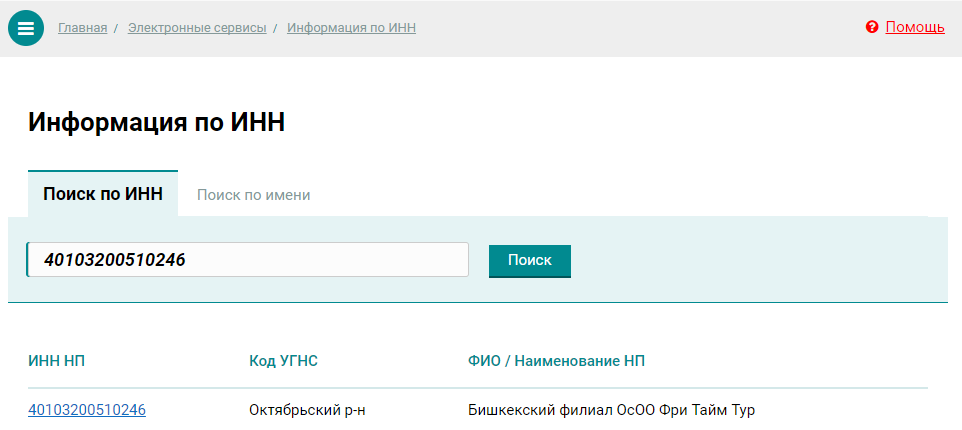 Главная / Электронные сервисы / Информация по ИНН Помощь
Информация по ИНН
Поиск по ИНН Поиск по имени
40103200510246 Поиск
ИНН НП Код УГНС ФИО / Наименование НП
40103200510246 Октябрьский р-н Бишкекский филиал ОсОО Фри Тайм Тур